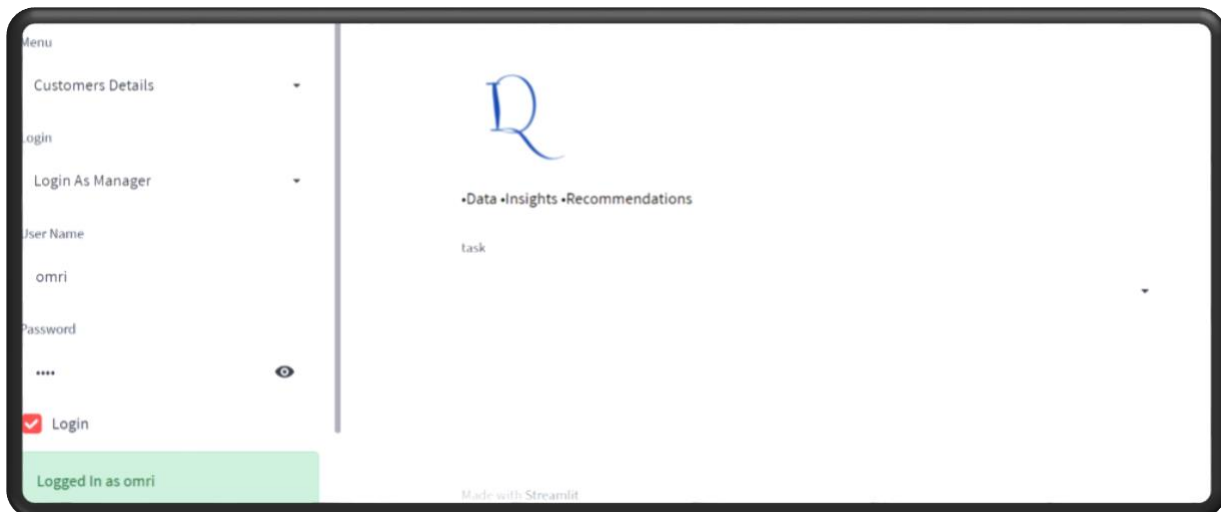 Menu
Customers Details
Login
Login As Manager
User Name
omri
Password
••••
Login
Logged In as omri
•Data •Insights •Recommendations
task
Made with Streamlit